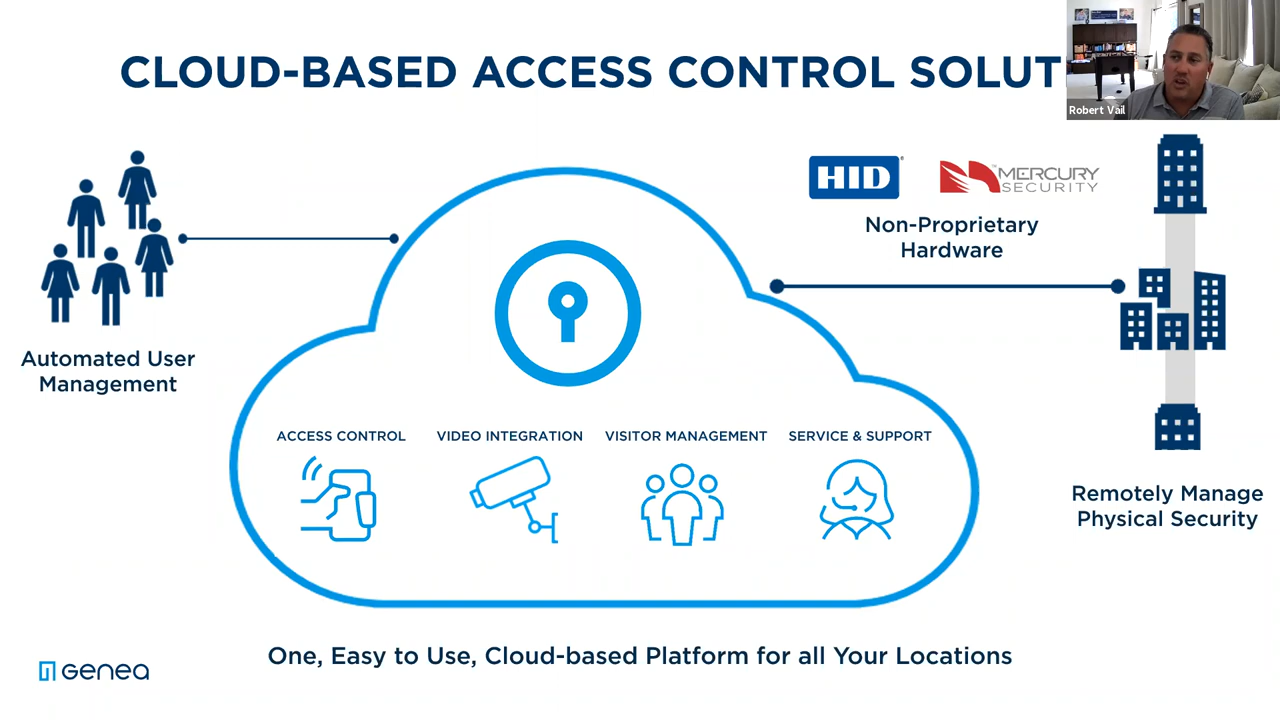 CLOUD-BASED ACCESS CONTROL SOLUT
Robert Vail
HID
MERCURY
SECURITY
Non-Proprietary
Hardware
Automated User
Management
ACCESS CONTROL
VIDEO INTEGRATION
VISITOR MANAGEMENT
SERVICE & SUPPORT
Remotely Manage
Physical Security
One, Easy to Use, Cloud-based Platform for all Your Locations
Genea